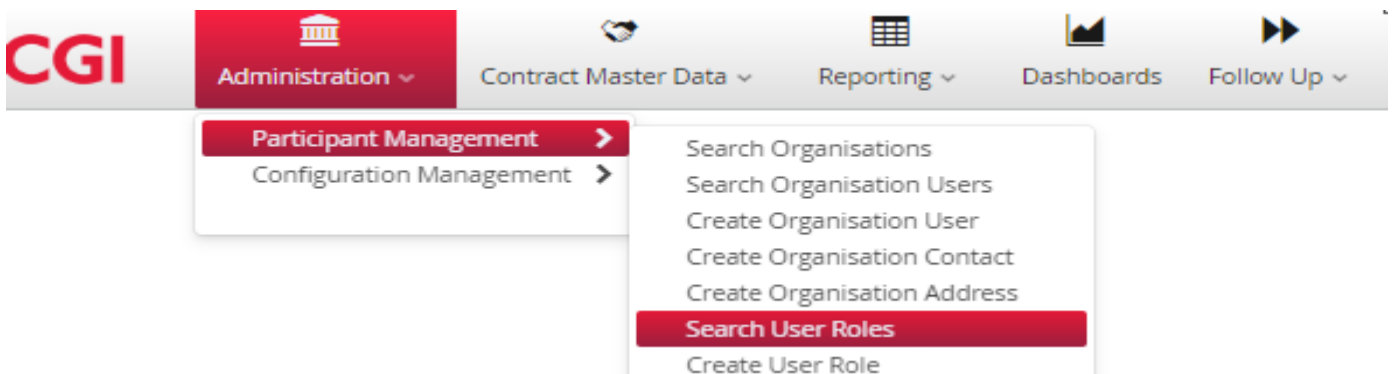 CGI
Administration
Contract Master Data
Reporting
Dashboards
Follow Up
Participant Management
Configuration Management
Search Organisations
Search Organisation Users
Create Organisation User
Create Organisation Contact
Create Organisation Address
Search User Roles
Create User Role